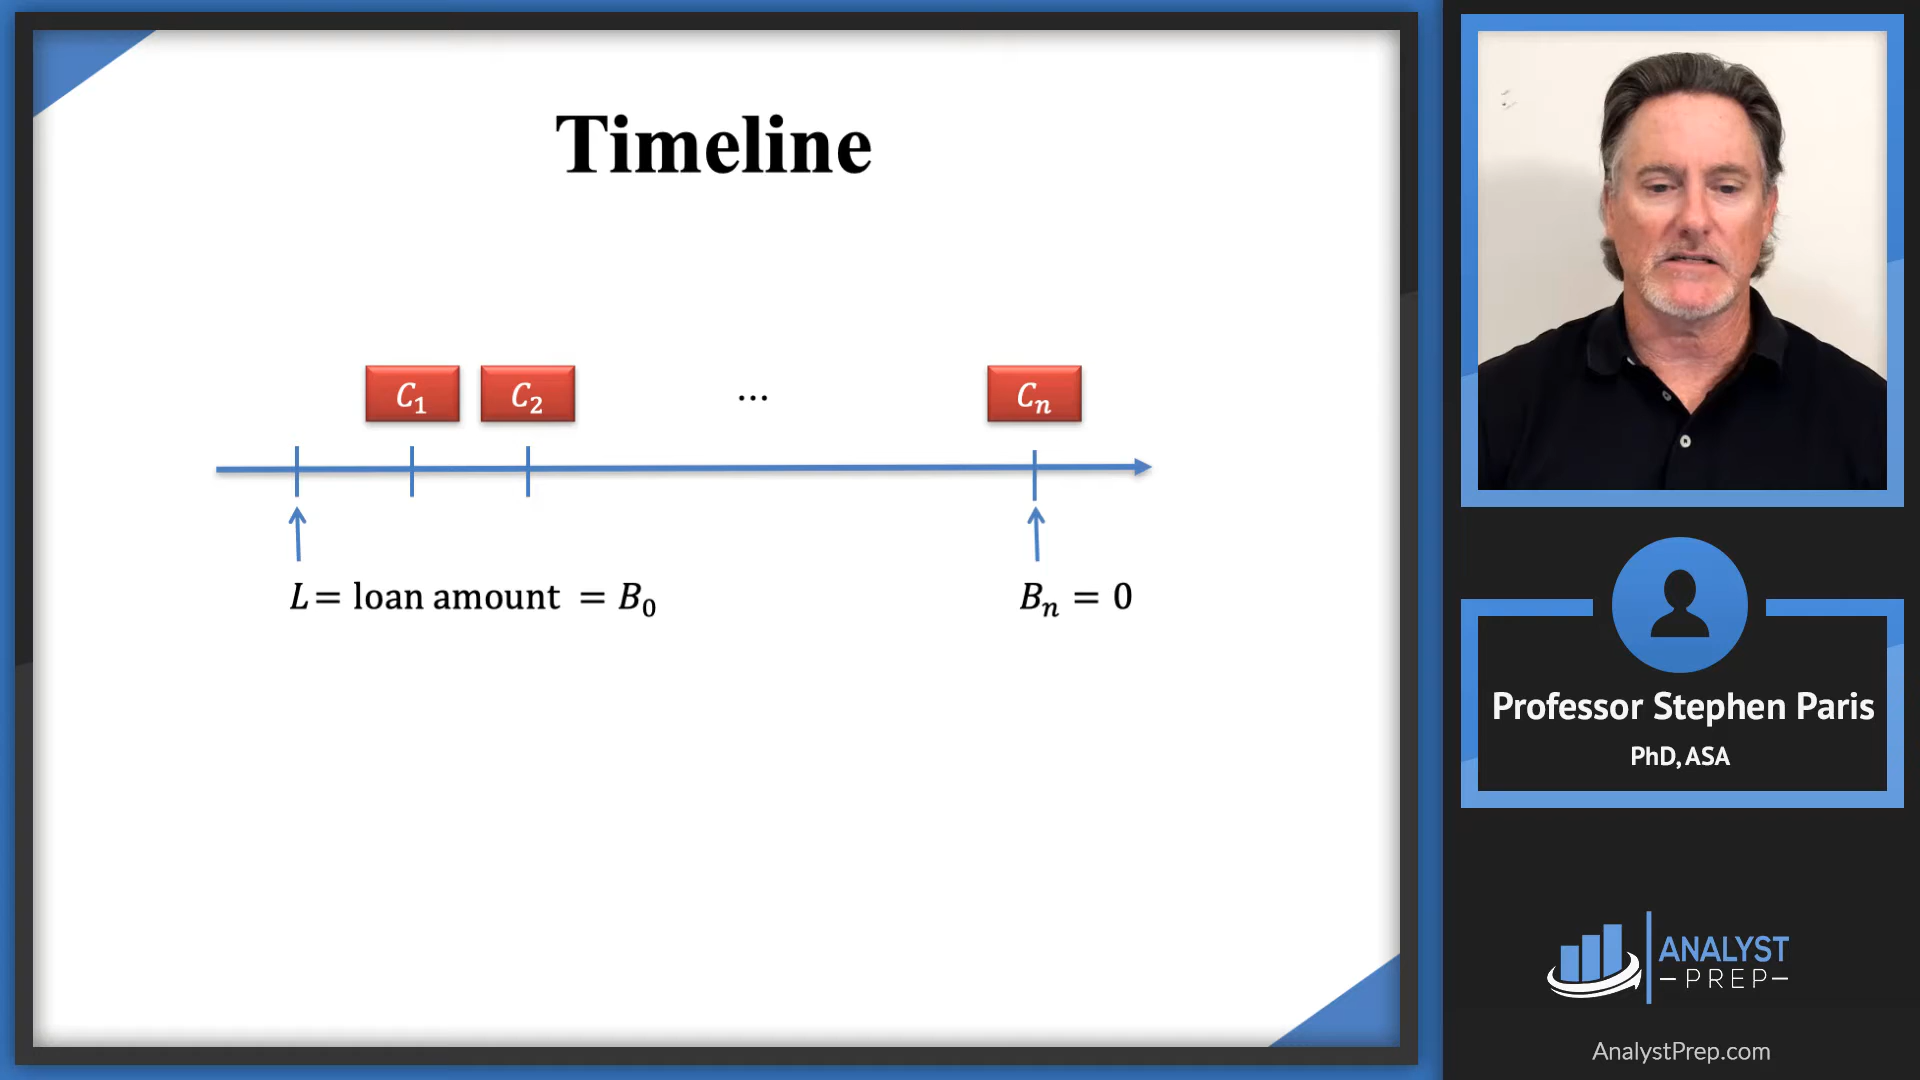 Timeline
C₁ C₂ ... Cₙ
L = loan amount = B₀
Bₙ = 0
Professor Stephen Paris
PhD, ASA
ANALYST
PREP
AnalystPrep.com